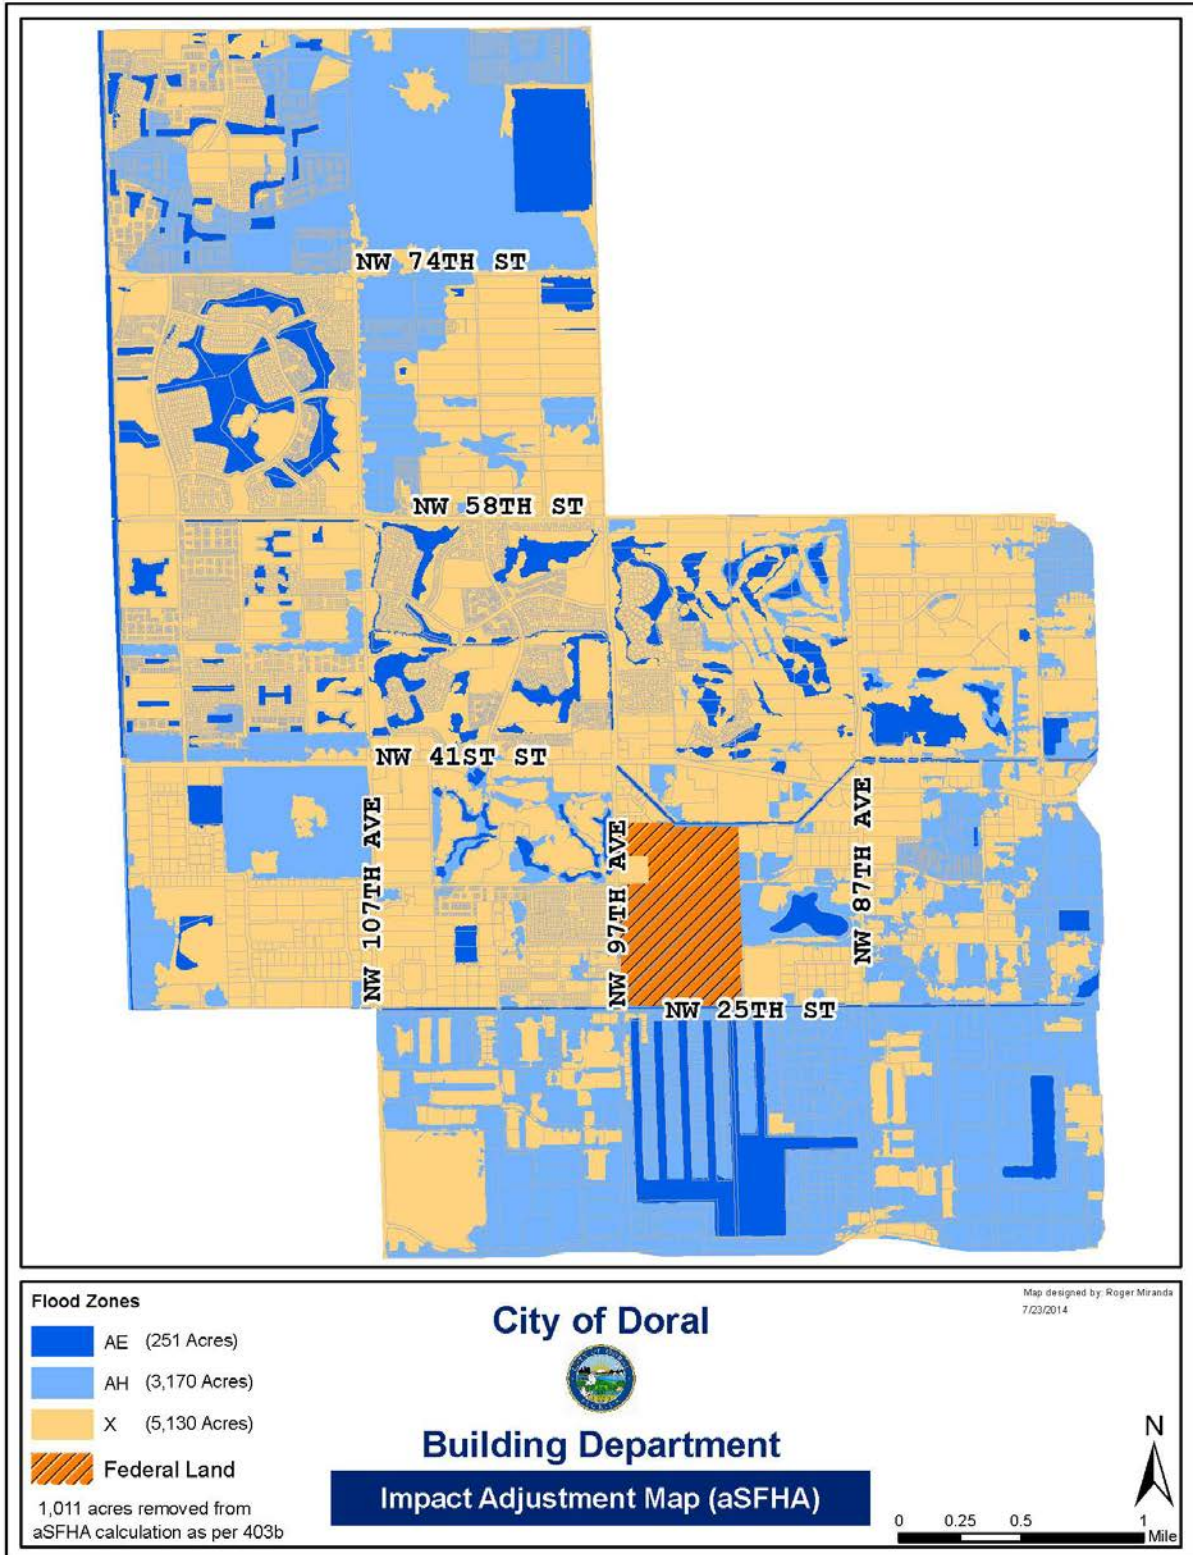 NW 74TH ST
NW 58TH ST
NW 41ST ST
NW 107TH AVE
NW 97TH AVE
NW 87TH AVE
NW 25TH ST
Flood Zones
AE (251 Acres)
AH (3,170 Acres)
X (5,130 Acres)
Federal Land
1,011 acres removed from
aSFHA calculation as per 403b
City of Doral
Building Department
Impact Adjustment Map (aSFHA)
Map designed by: Roger Miranda
7/23/2014
N
0 0.25 0.5 1
Mile